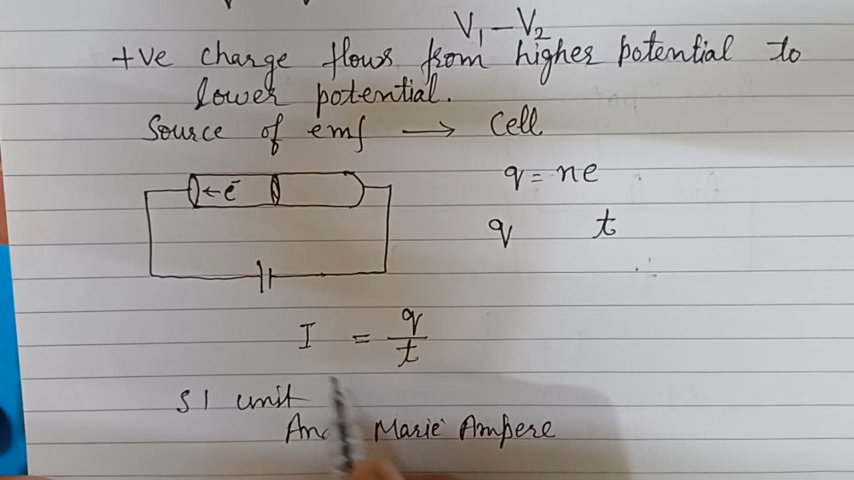 V₁-V₂
+ve charge flows from higher potential to
lower potential.
Source of emf → Cell
←e⁻
q = ne
q t
I = q/t
SI unit
Marie Ampere